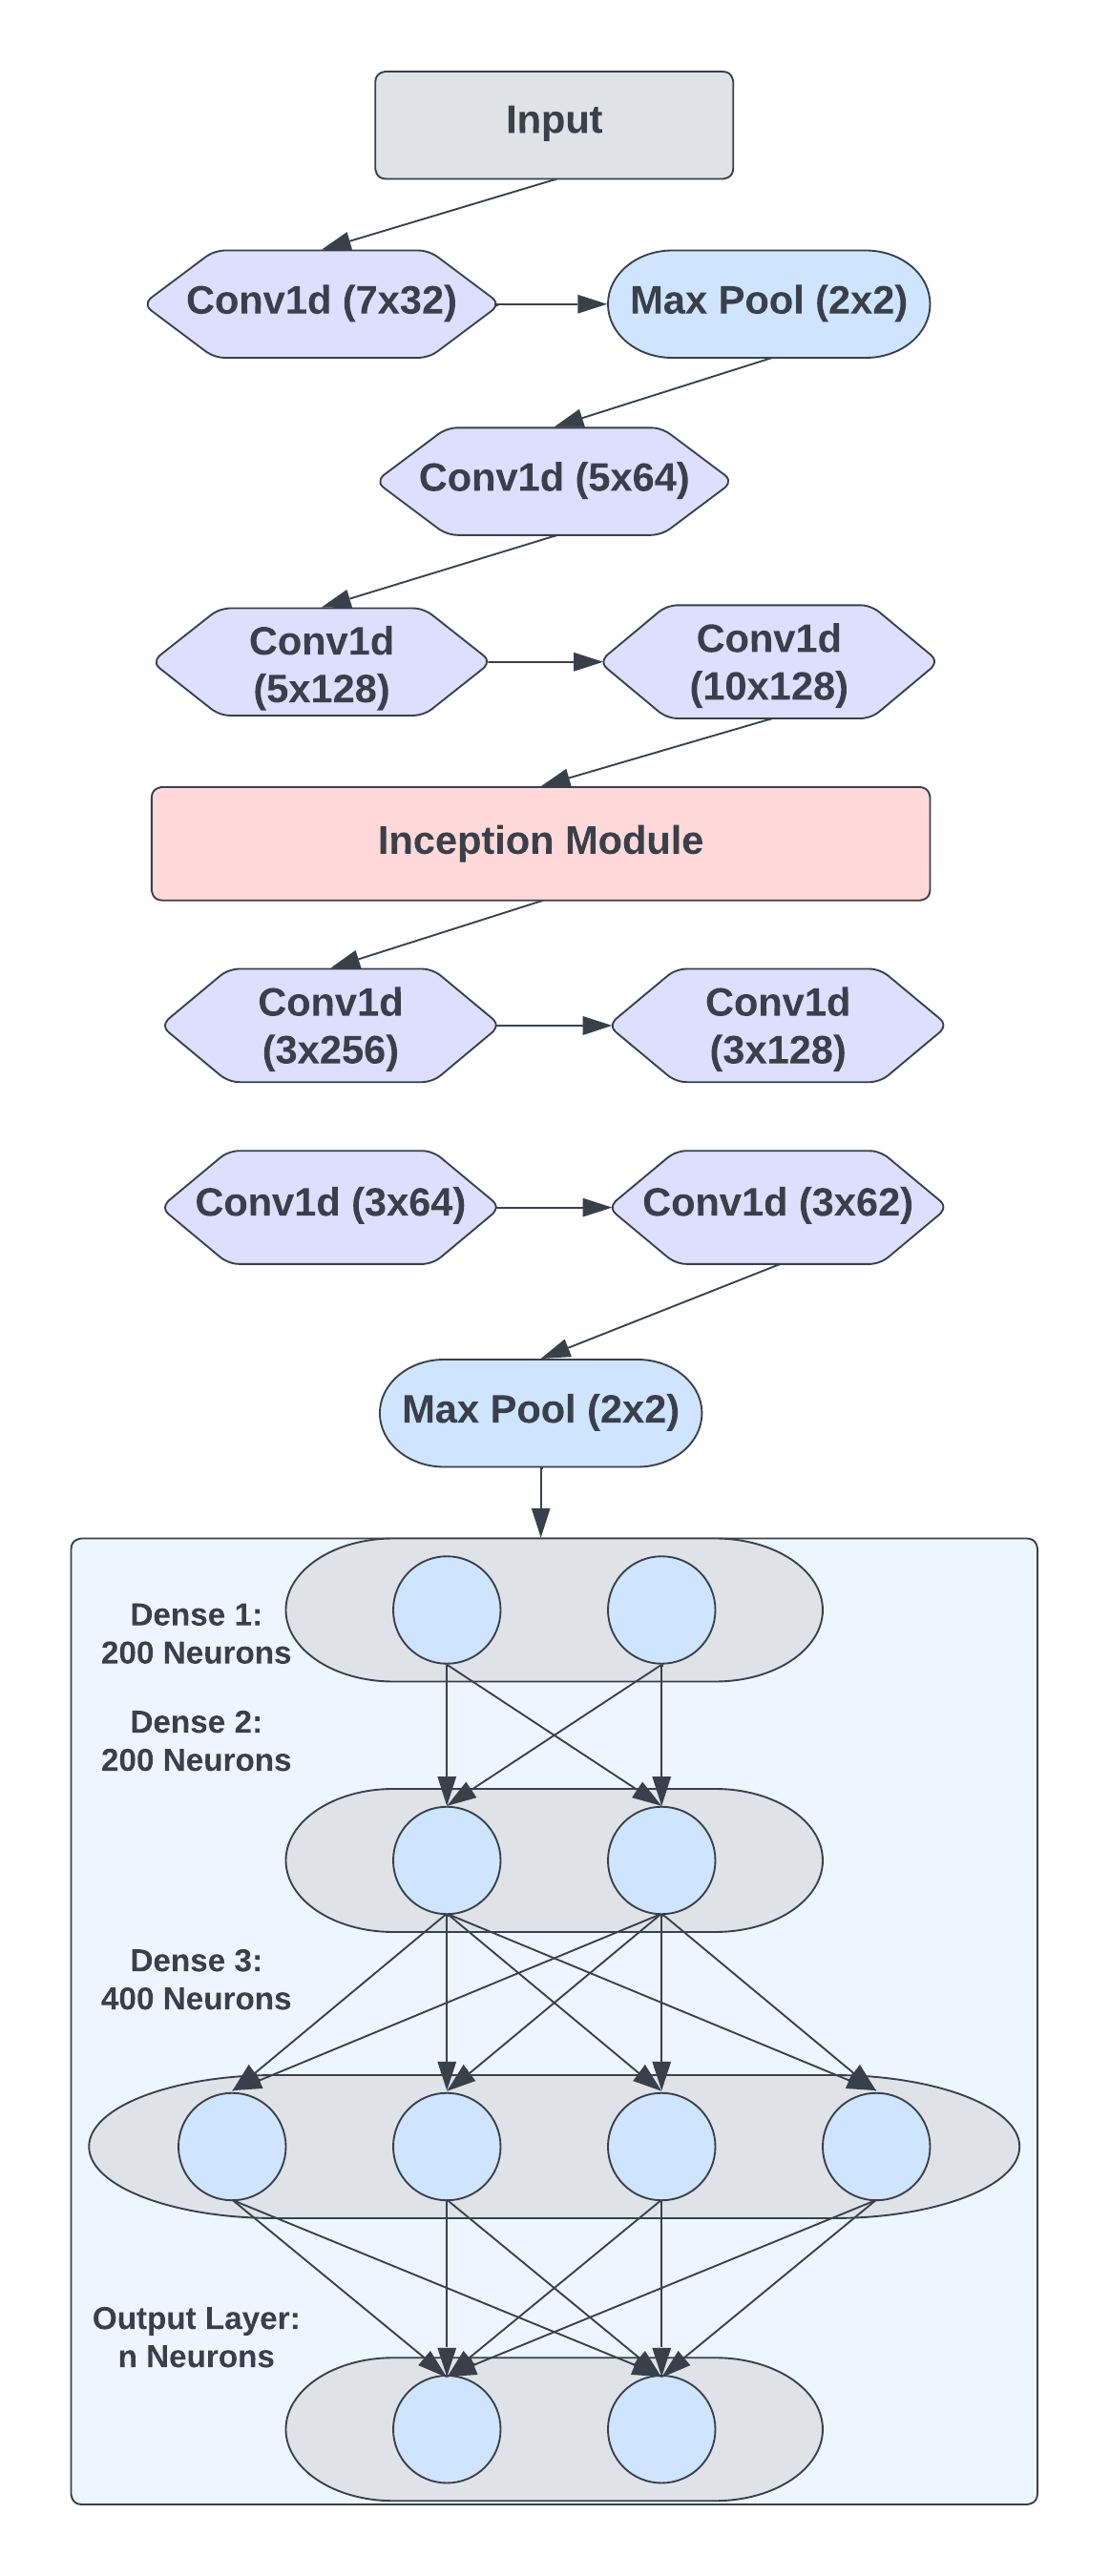 Input
Conv1d (7x32)
Max Pool (2x2)
Conv1d (5x64)
Conv1d
(5x128)
Conv1d
(10x128)
Inception Module
Conv1d
(3x256)
Conv1d
(3x128)
Conv1d (3x64)
Conv1d (3x62)
Max Pool (2x2)
Dense 1:
200 Neurons
Dense 2:
200 Neurons
Dense 3:
400 Neurons
Output Layer:
n Neurons